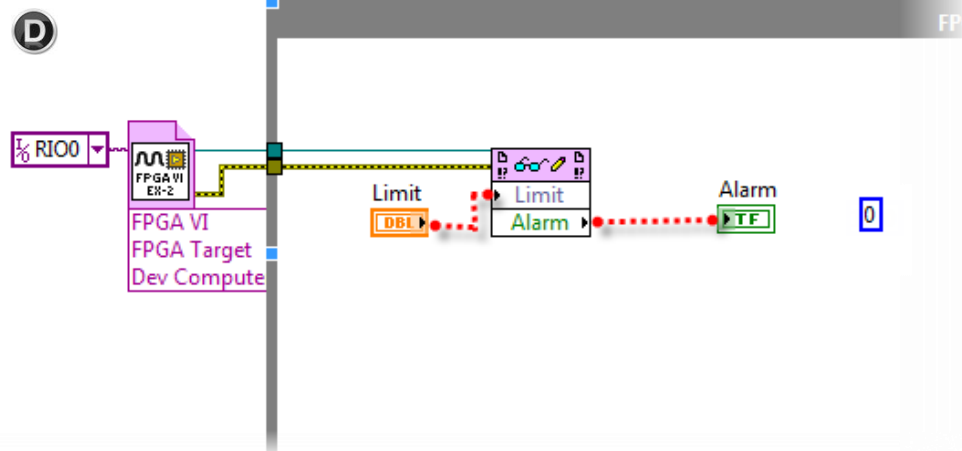 D
FP
I/O RIO0
FPGA VI
EX-2
Limit
Alarm
DBL
Limit
Alarm
TF
0
FPGA VI
FPGA Target
Dev Compute